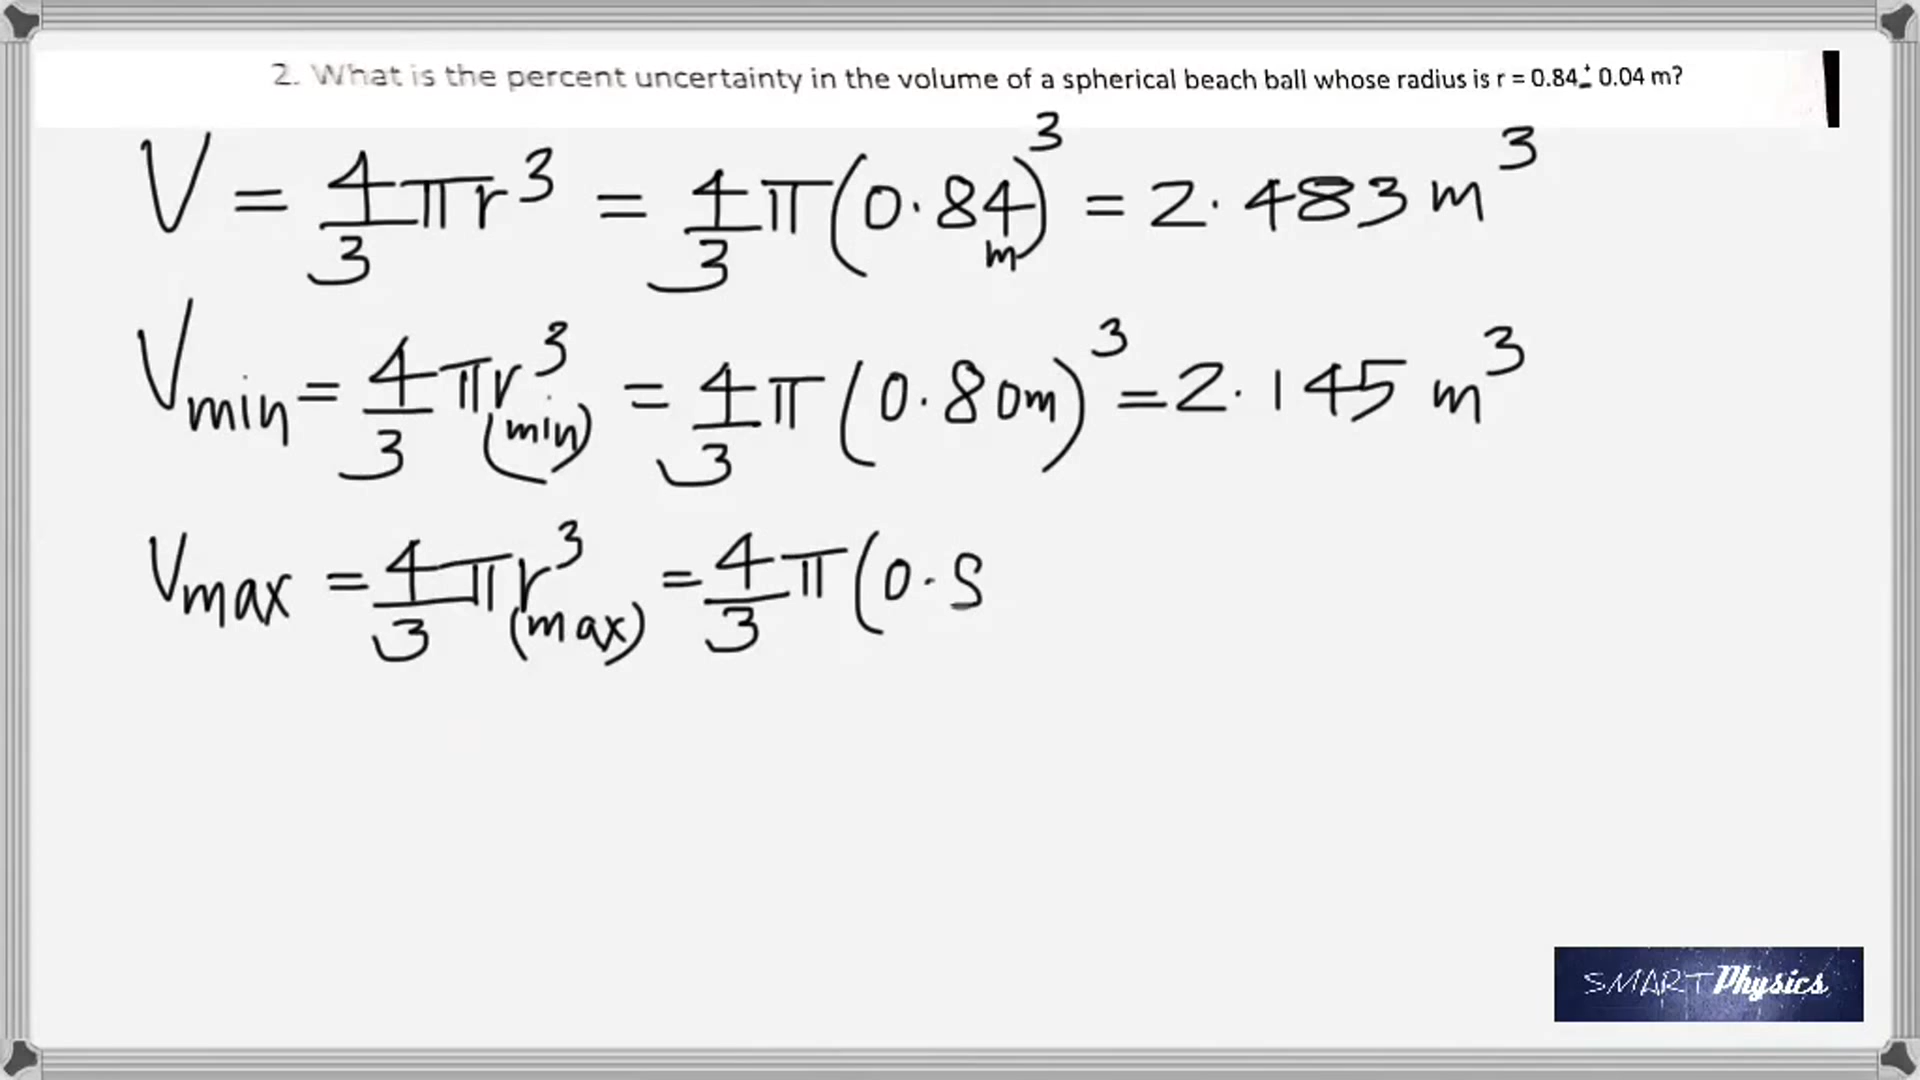 2. What is the percent uncertainty in the volume of a spherical beach ball whose radius is r = 0.84 ± 0.04 m?
V = 4/3 πr³ = 4/3 π(0.84 m)³ = 2.483 m³
Vmin = 4/3 πr³(min) = 4/3 π(0.80m)³ = 2.145 m³
Vmax = 4/3 πr³(max) = 4/3 π(0.S
SMART Physics